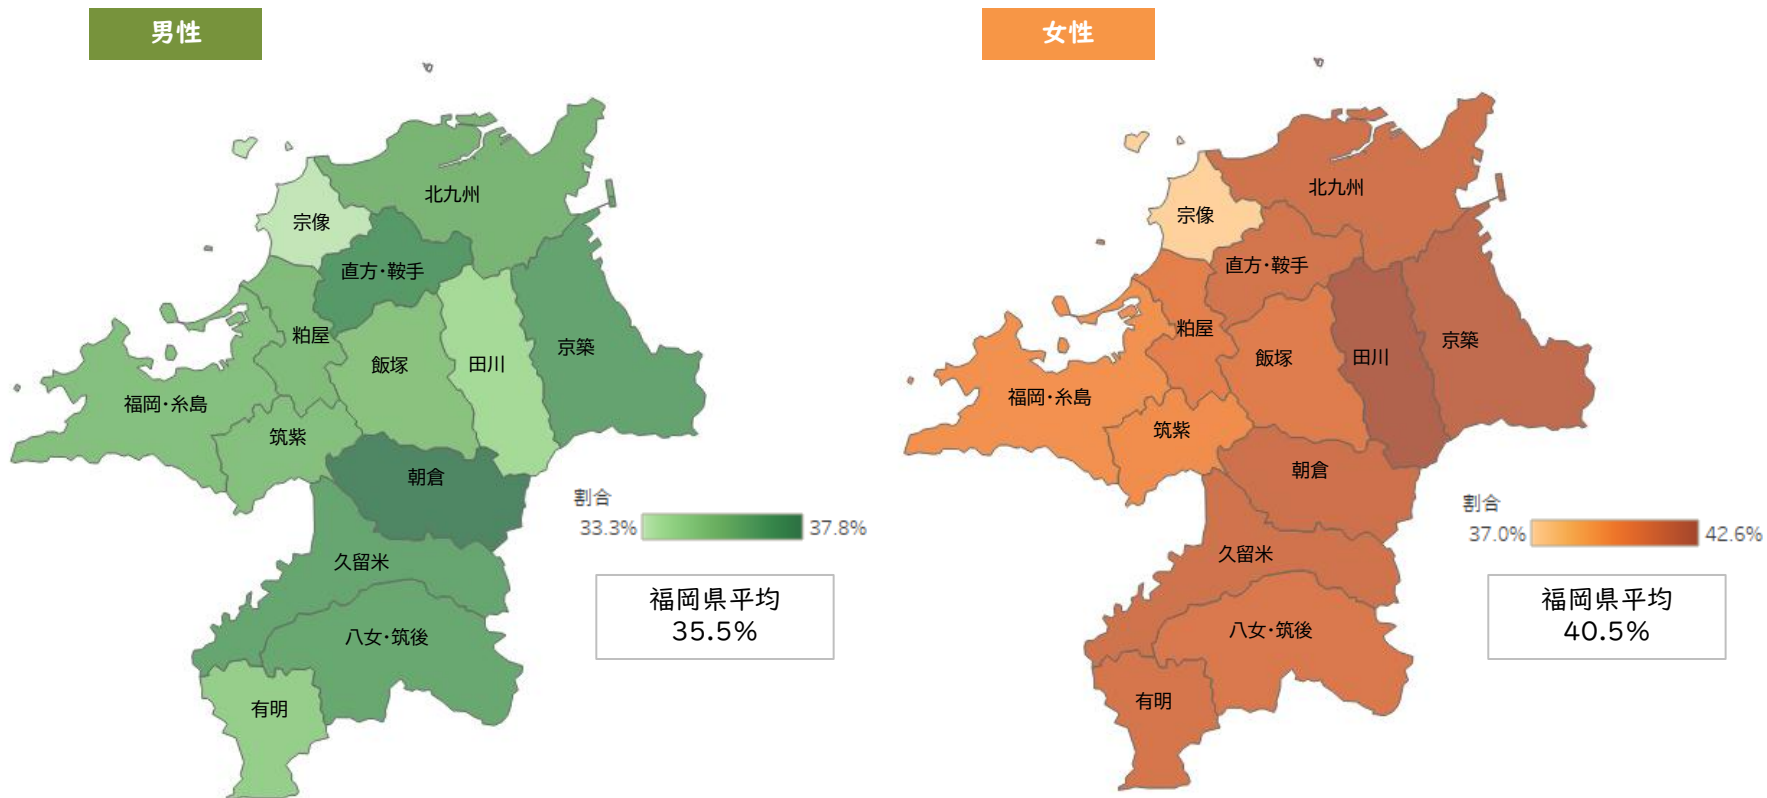 男性
北九州
宗像
直方・鞍手
粕屋
飯塚
田川
京築
福岡・糸島
筑紫
朝倉
久留米
八女・筑後
有明
割合
33.3% 37.8%
福岡県平均
35.5%
女性
北九州
宗像
直方・鞍手
粕屋
飯塚
田川
京築
福岡・糸島
筑紫
朝倉
久留米
八女・筑後
有明
割合
37.0% 42.6%
福岡県平均
40.5%